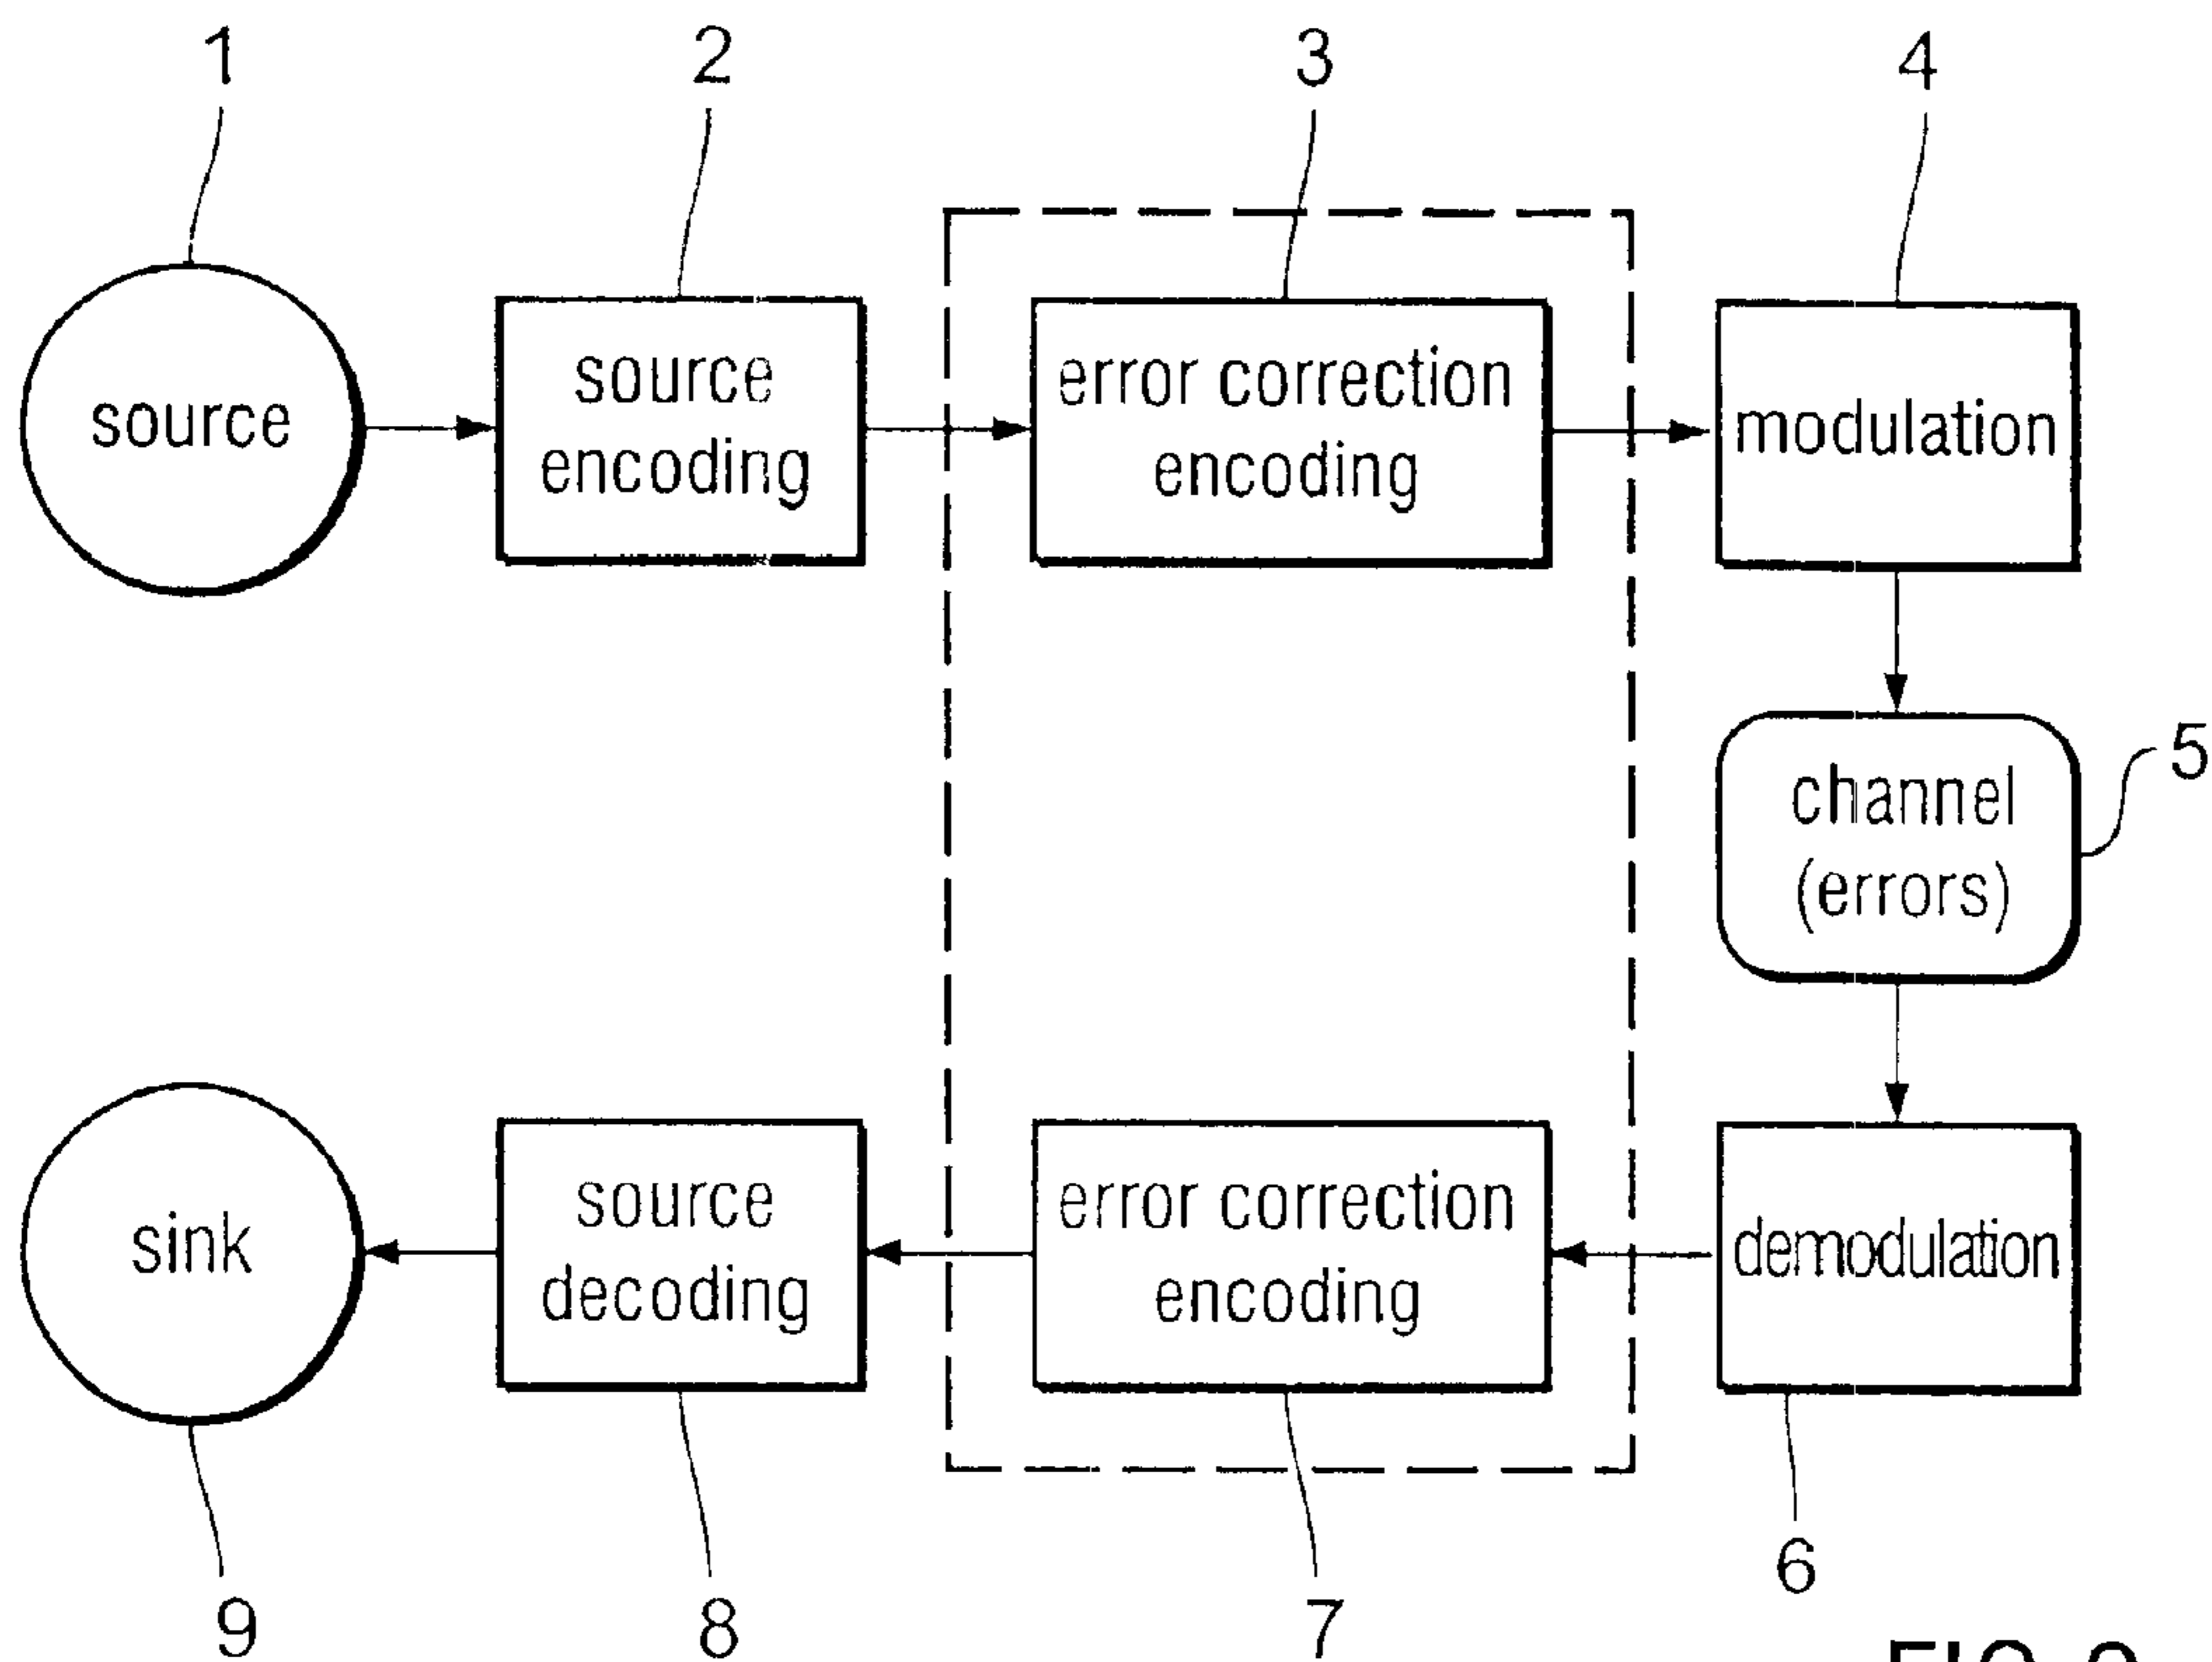 1
2
3
4
source
source
encoding
error correction
encoding
modulation
channel
(errors)
5
sink
source
decoding
error correction
encoding
demodulation
9
8
7
6